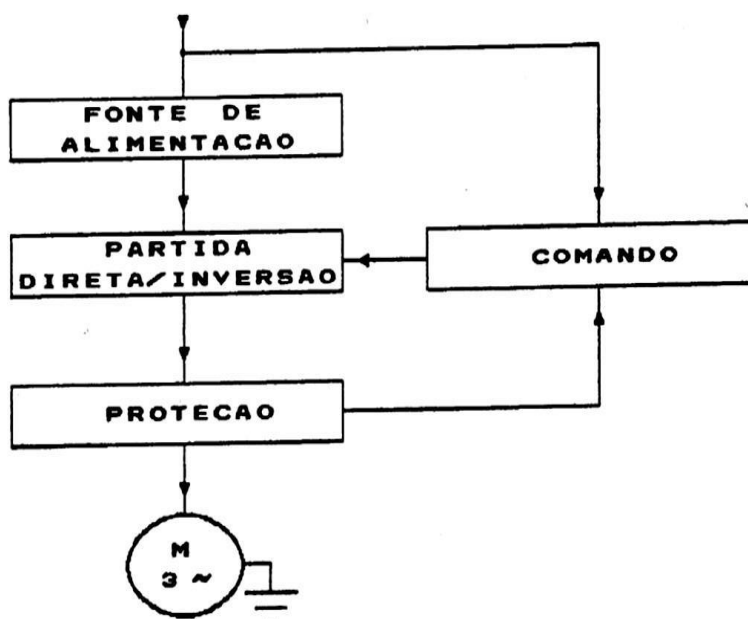 FONTE DE
ALIMENTACAO
PARTIDA
DIRETA/INVERSAO
COMANDO
PROTECAO
M
3 ~